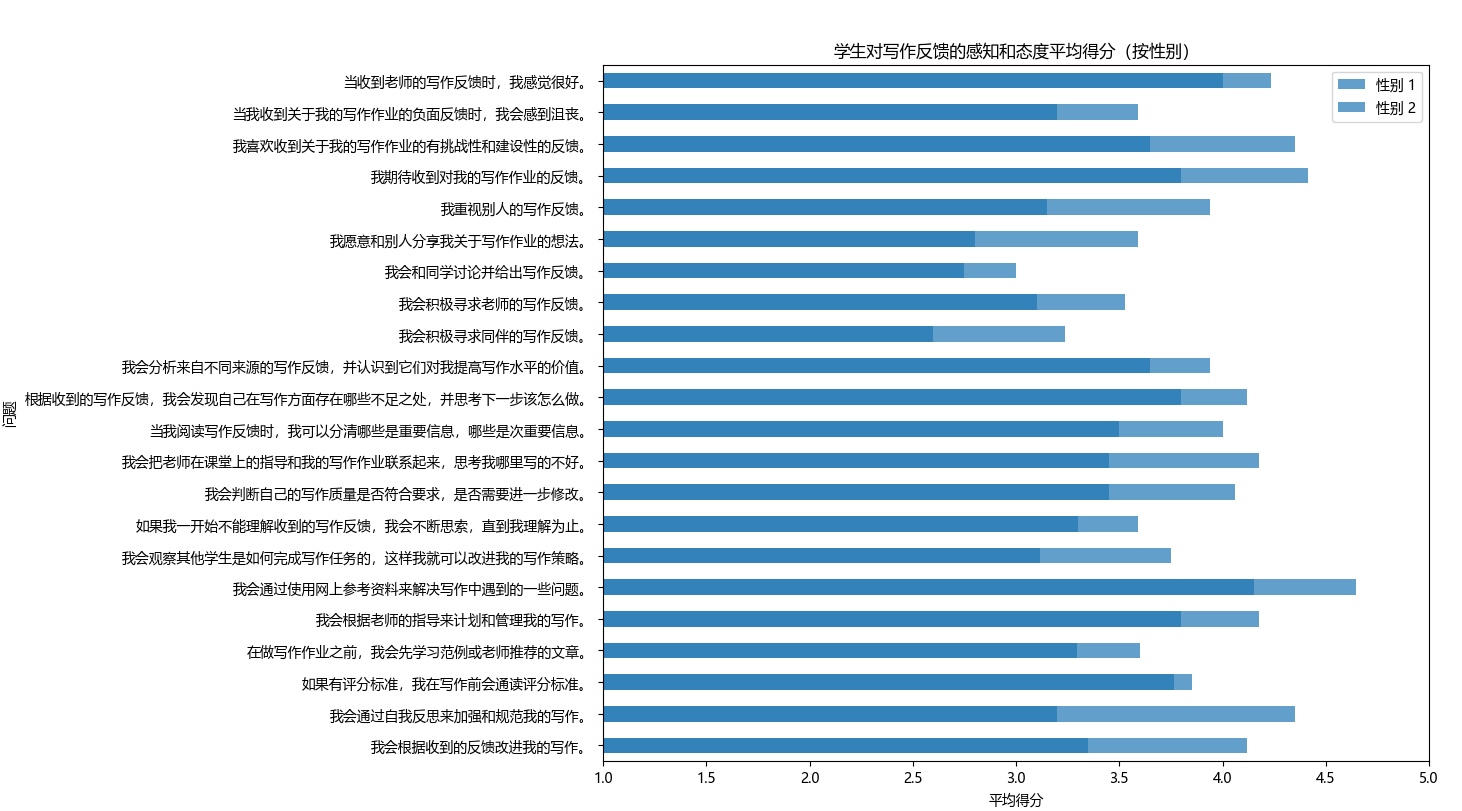 学生对写作反馈的感知和态度平均得分（按性别）
性别 1
性别 2
当收到老师的写作反馈时，我感觉很好。
当我收到关于我的写作作业的负面反馈时，我会感到沮丧。
我喜欢收到关于我的写作作业的有挑战性和建设性的反馈。
我期待收到对我的写作作业的反馈。
我重视别人的写作反馈。
我愿意和别人分享我关于写作作业的想法。
我会和同学讨论并给出写作反馈。
我会积极寻求老师的写作反馈。
我会积极寻求同伴的写作反馈。
我会分析来自不同来源的写作反馈，并认识到它们对我提高写作水平的价值。
根据收到的写作反馈，我会发现自己在写作方面存在哪些不足之处，并思考下一步该怎么做。
当我阅读写作反馈时，我可以分清哪些是重要信息，哪些是次重要信息。
我会把老师在课堂上的指导和我的写作作业联系起来，思考我哪里写的不好。
我会判断自己的写作质量是否符合要求，是否需要进一步修改。
如果我一开始不能理解收到的写作反馈，我会不断思索，直到我理解为止。
我会观察其他学生是如何完成写作任务的，这样我就可以改进我的写作策略。
我会通过使用网上参考资料来解决写作中遇到的一些问题。
我会根据老师的指导来计划和管理我的写作。
在做写作作业之前，我会先学习范例或老师推荐的文章。
如果有评分标准，我在写作前会通读评分标准。
我会通过自我反思来加强和规范我的写作。
我会根据收到的反馈改进我的写作。
问题
1.0 1.5 2.0 2.5 3.0 3.5 4.0 4.5 5.0
平均得分